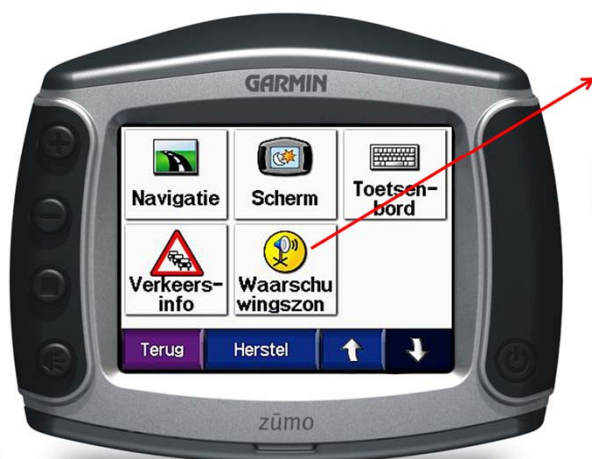 GARMIN
Navigatie
Scherm
Toetsen-
bord
Verkeers-
info
Waarschu
wingszon
Terug
Herstel
zūmo